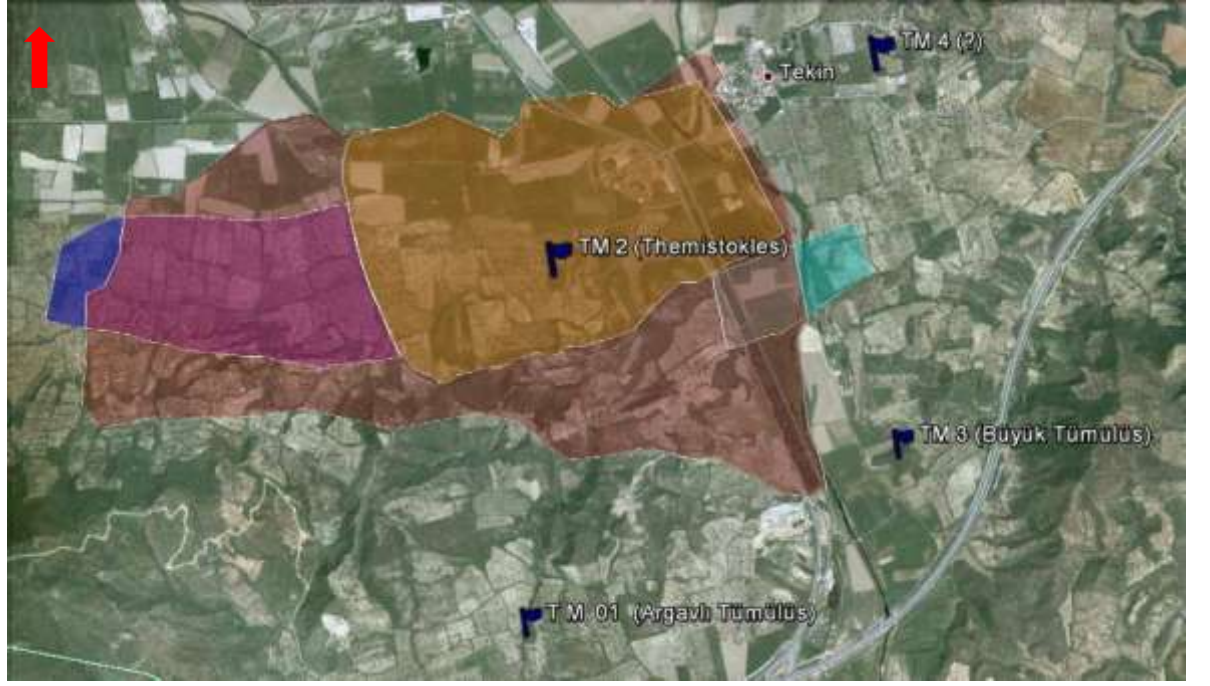 TM 4 (?)
Tekin
TM 2 (Themistokles)
TM 3 (Büyük Tümülüs)
T M 01 (Argavlı Tümülüs)